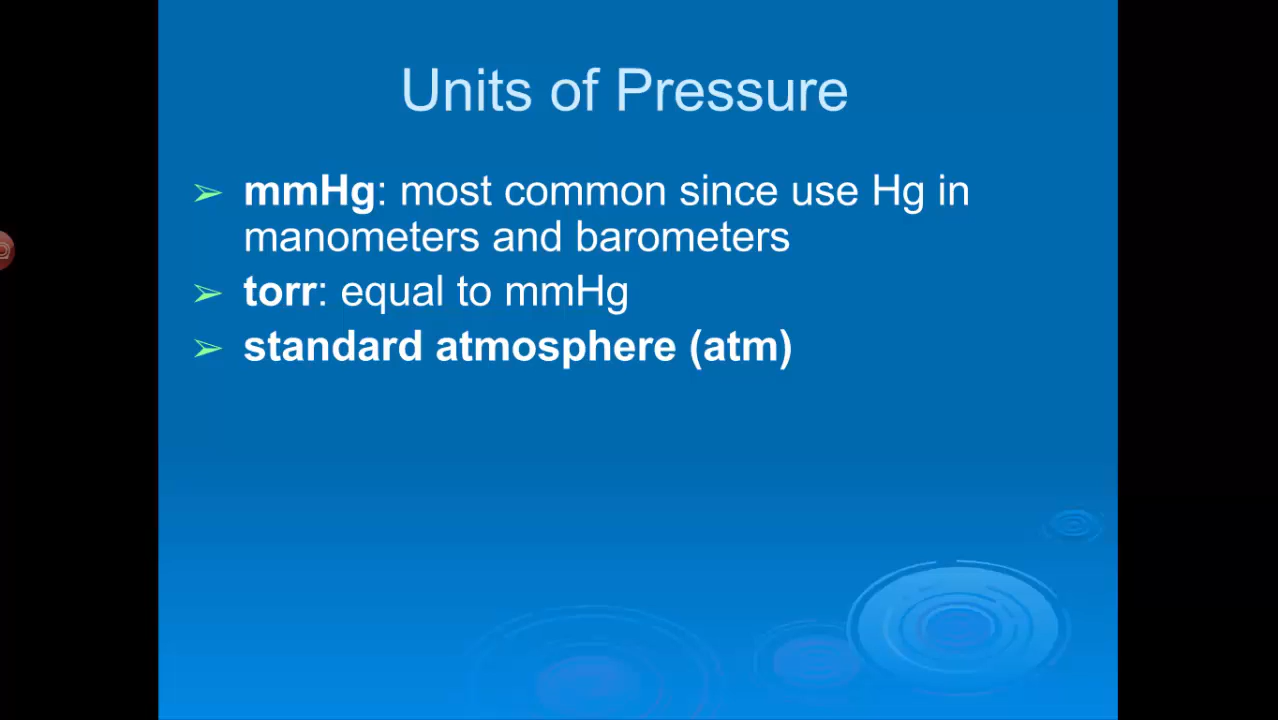 Units of Pressure
➢ mmHg: most common since use Hg in
manometers and barometers
➢ torr: equal to mmHg
➢ standard atmosphere (atm)